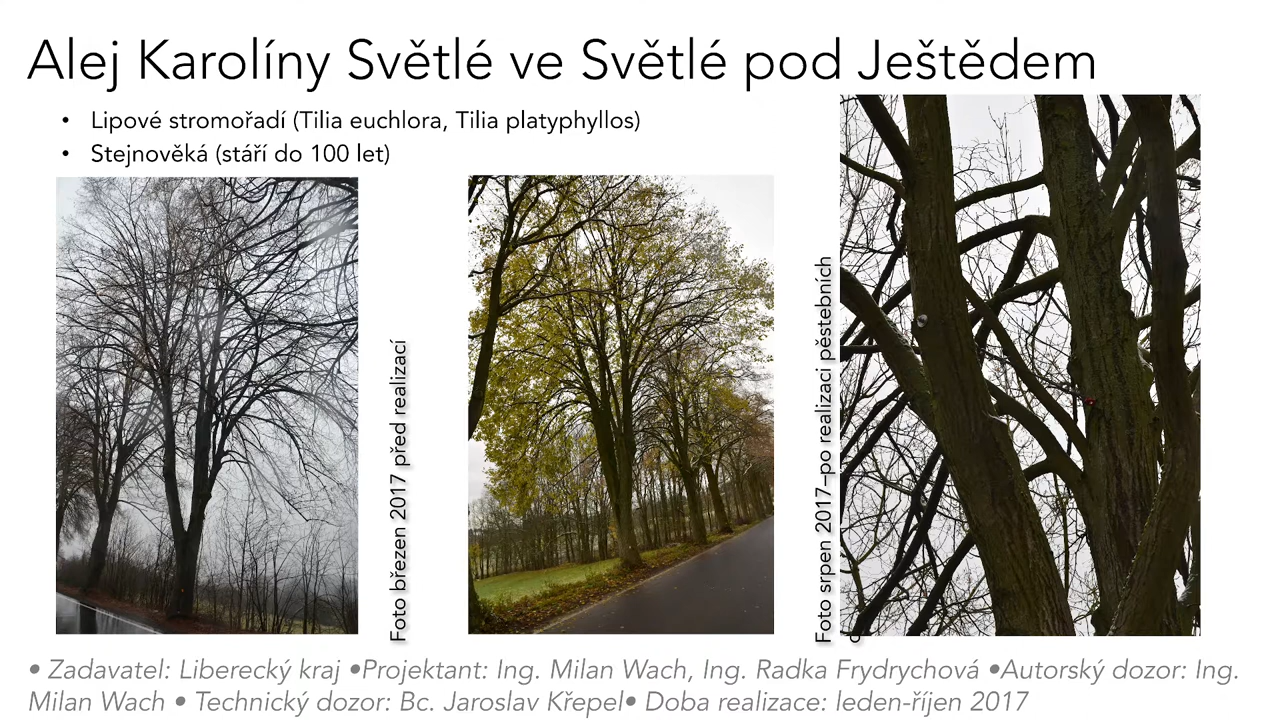 Alej Karolíny Světlé ve Světlé pod Ještědem
• Lipové stromořadí (Tilia euchlora, Tilia platyphyllos)
• Stejnověká (stáří do 100 let)
Foto březen 2017 před realizací
Foto srpen 2017–po realizaci pěstebních
• Zadavatel: Liberecký kraj •Projektant: Ing. Milan Wach, Ing. Radka Frydrychová •Autorský dozor: Ing.
Milan Wach • Technický dozor: Bc. Jaroslav Křepel• Doba realizace: leden-říjen 2017